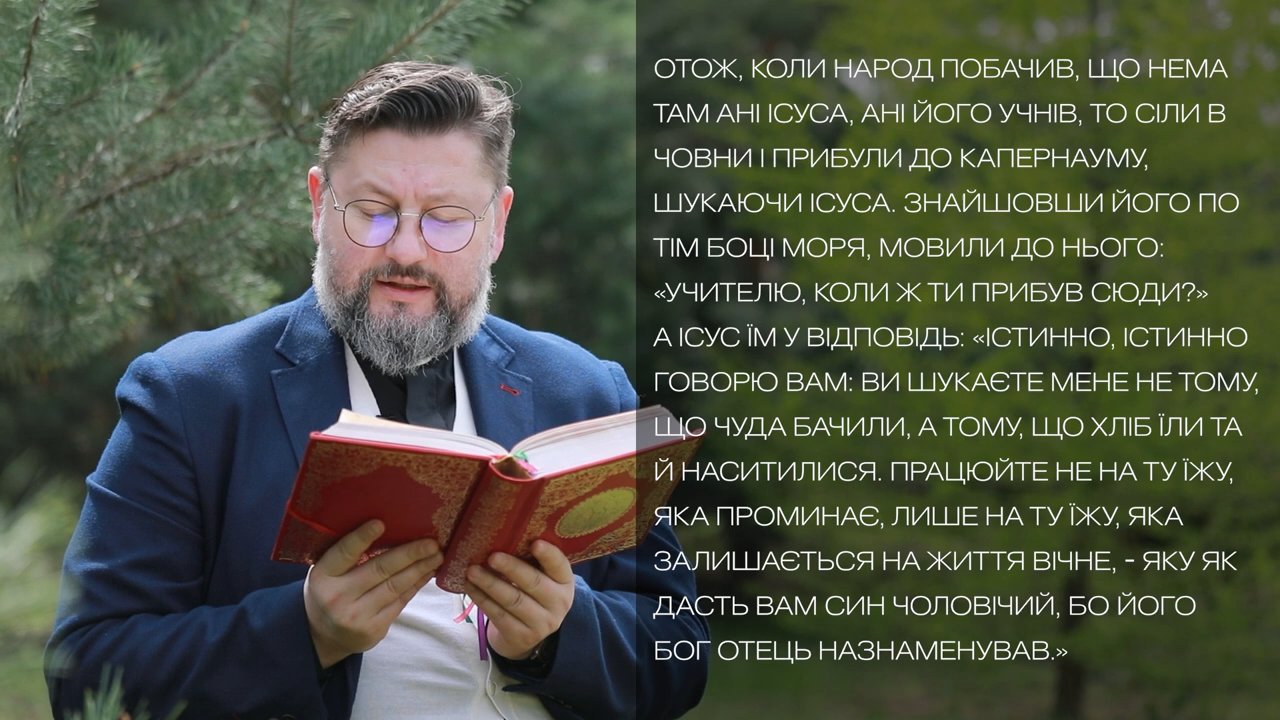 ОТОЖ, КОЛИ НАРОД ПОБАЧИВ, ЩО НЕМА
ТАМ АНІ ІСУСА, АНІ ЙОГО УЧНІВ, ТО СІЛИ В
ЧОВНИ І ПРИБУЛИ ДО КАПЕРНАУМУ,
ШУКАЮЧИ ІСУСА. ЗНАЙШОВШИ ЙОГО ПО
ТІМ БОЦІ МОРЯ, МОВИЛИ ДО НЬОГО:
«УЧИТЕЛЮ, КОЛИ Ж ТИ ПРИБУВ СЮДИ?»
А ІСУС ЇМ У ВІДПОВІДЬ: «ІСТИННО, ІСТИННО
ГОВОРЮ ВАМ: ВИ ШУКАЄТЕ МЕНЕ НЕ ТОМУ,
ЩО ЧУДА БАЧИЛИ, А ТОМУ, ЩО ХЛІБ ЇЛИ ТА
Й НАСИТИЛИСЯ. ПРАЦЮЙТЕ НЕ НА ТУ ЇЖУ,
ЯКА ПРОМИНАЄ, ЛИШЕ НА ТУ ЇЖУ, ЯКА
ЗАЛИШАЄТЬСЯ НА ЖИТТЯ ВІЧНЕ, - ЯКУ ЯК
ДАСТЬ ВАМ СИН ЧОЛОВІЧИЙ, БО ЙОГО
БОГ ОТЕЦЬ НАЗНАМЕНУВАВ.»